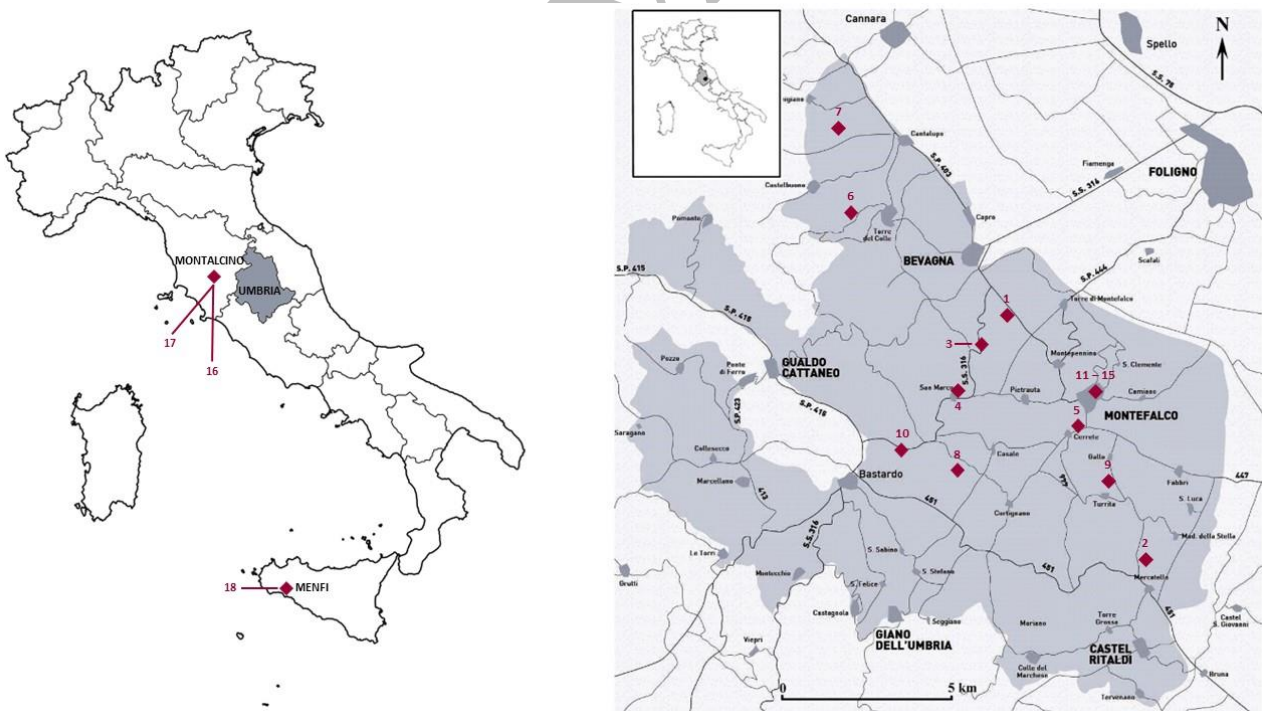 MONTALCINO
UMBRIA
17
16
18
MENFI
Cannara
Spello
N
S.S. 75
7
Cantalupo
S.P. 403
Fiamenga
S.S. 316
FOLIGNO
Castelbuono
6
Torre
del Colle
Capro
BEVAGNA
Scafali
S.P. 415
S.P. 415
S.P. 444
Torre di Montefalco
1
3
S.S. 316
Montepennino
S. Clemente
Pozzo
Ponte
di Ferro
GUALDO
CATTANEO
San Marco
4
Pietrauta
11 – 15
Camiano
MONTEFALCO
S.P. 423
S.P. 415
5
Cerrete
Saragano
Collesecco
10
8
Casale
Gallo
9
Fabbri
447
Marcellano
413
Bastardo
451
Cortignano
Turrita
S. Luca
Mad. della Stella
S.S. 316
2
Le Torri
S. Sabino
451
Mercatello
Grutti
Montecchio
S. Felice
S. Stefano
451
Castagnola
Seggiano
GIANO
DELL'UMBRIA
Moriano
Torre
Grosso
Castel
S. Giovanni
Viepri
CASTEL
RITALDI
Colle del
Marchese
Bruna
0
5 km
Torvenano